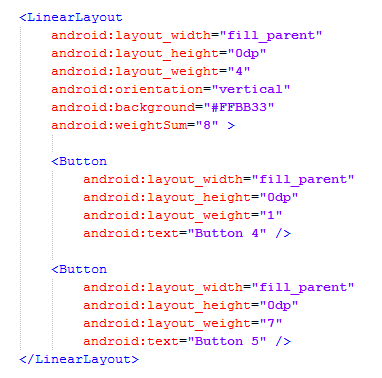 <LinearLayout
android:layout_width="fill_parent"
android:layout_height="0dp"
android:layout_weight="4"
android:orientation="vertical"
android:background="#FFBB33"
android:weightSum="8" >
<Button
android:layout_width="fill_parent"
android:layout_height="0dp"
android:layout_weight="1"
android:text="Button 4" />
<Button
android:layout_width="fill_parent"
android:layout_height="0dp"
android:layout_weight="7"
android:text="Button 5" />
</LinearLayout>